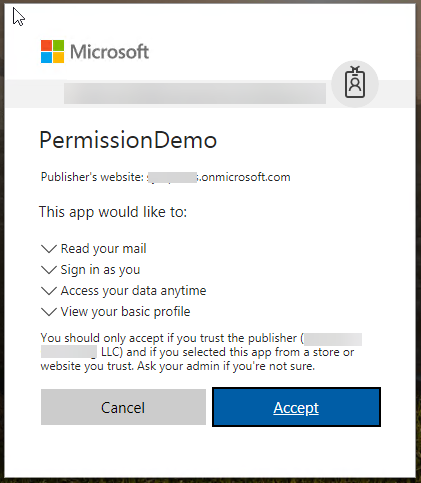 Microsoft
PermissionDemo
Publisher's website: .onmicrosoft.com
This app would like to:
Read your mail
Sign in as you
Access your data anytime
View your basic profile
You should only accept if you trust the publisher (
LLC) and if you selected this app from a store or
website you trust. Ask your admin if you're not sure.
Cancel
Accept